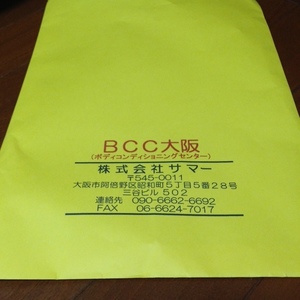 BCC大阪
(ボディコンディショニングセンター)
株式会社サマー
〒545-0011
大阪市阿倍野区昭和町5丁目5番28号
三谷ビル502
連絡先 090-6662-6692
FAX 06-6624-7017